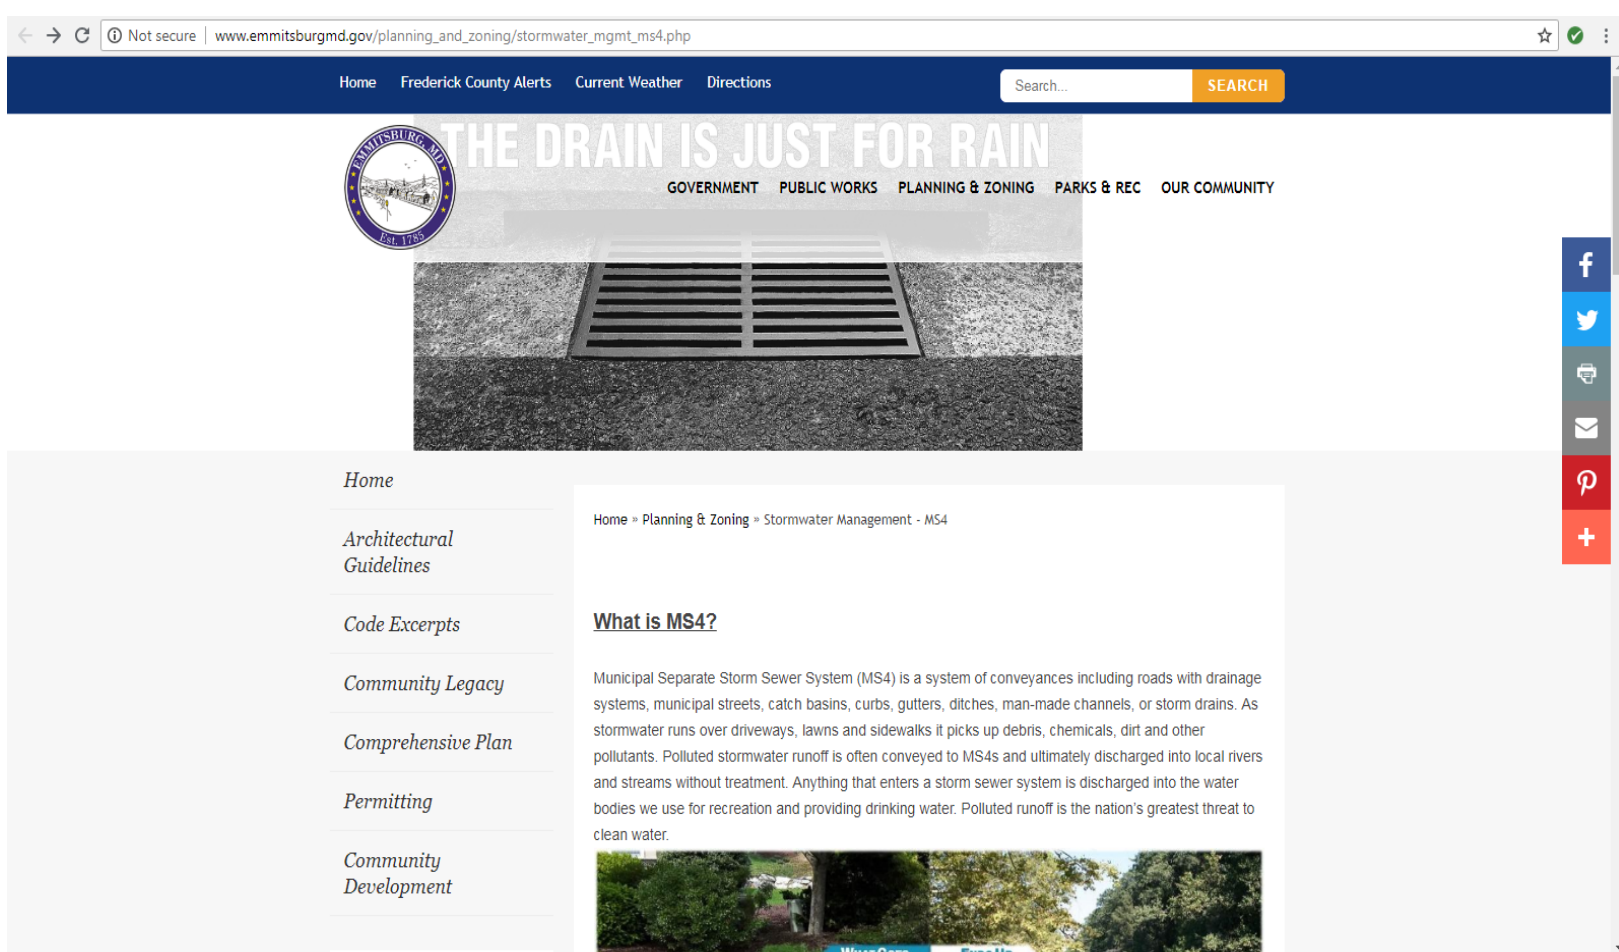 Not secure | www.emmitsburgmd.gov/planning_and_zoning/stormwater_mgmt_ms4.php
Home Frederick County Alerts Current Weather Directions
Search... SEARCH
THE DRAIN IS JUST FOR RAIN
EMMITSBURG, MD
Est. 1785
GOVERNMENT PUBLIC WORKS PLANNING & ZONING PARKS & REC OUR COMMUNITY
Home
Architectural
Guidelines
Code Excerpts
Community Legacy
Comprehensive Plan
Permitting
Community
Development
Home » Planning & Zoning » Stormwater Management - MS4
What is MS4?
Municipal Separate Storm Sewer System (MS4) is a system of conveyances including roads with drainage
systems, municipal streets, catch basins, curbs, gutters, ditches, man-made channels, or storm drains. As
stormwater runs over driveways, lawns and sidewalks it picks up debris, chemicals, dirt and other
pollutants. Polluted stormwater runoff is often conveyed to MS4s and ultimately discharged into local rivers
and streams without treatment. Anything that enters a storm sewer system is discharged into the water
bodies we use for recreation and providing drinking water. Polluted runoff is the nation's greatest threat to
clean water.